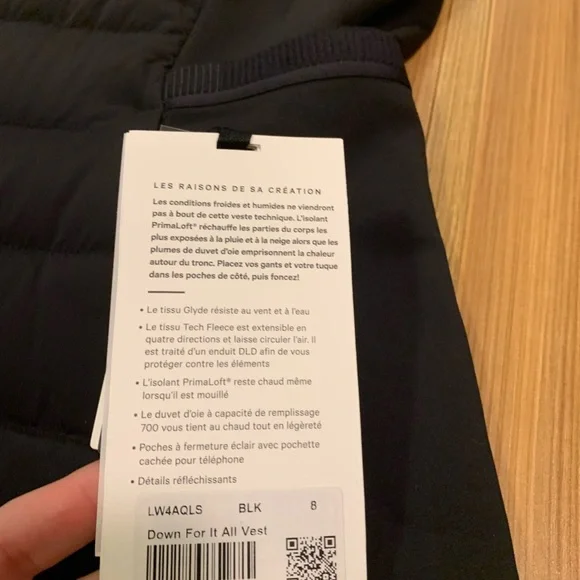 LES RAISONS DE SA CRÉATION
Les conditions froides et humides ne viendront
pas à bout de cette veste technique. L'isolant
PrimaLoft® réchauffe les parties du corps les
plus exposées à la pluie et à la neige alors que les
plumes de duvet d'oie emprisonnent la chaleur
autour du tronc. Placez vos gants et votre tuque
dans les poches de côté, puis foncez!
• Le tissu Glyde résiste au vent et à l'eau
• Le tissu Tech Fleece est extensible en
quatre directions et laisse circuler l'air. Il
est traité d'un enduit DLD afin de vous
protéger contre les éléments
• L'isolant PrimaLoft® reste chaud même
lorsqu'il est mouillé
• Le duvet d'oie à capacité de remplissage
700 vous tient au chaud tout en légèreté
• Poches à fermeture éclair avec pochette
cachée pour téléphone
• Détails réfléchissants
LW4AQLS BLK 8
Down For It All Vest